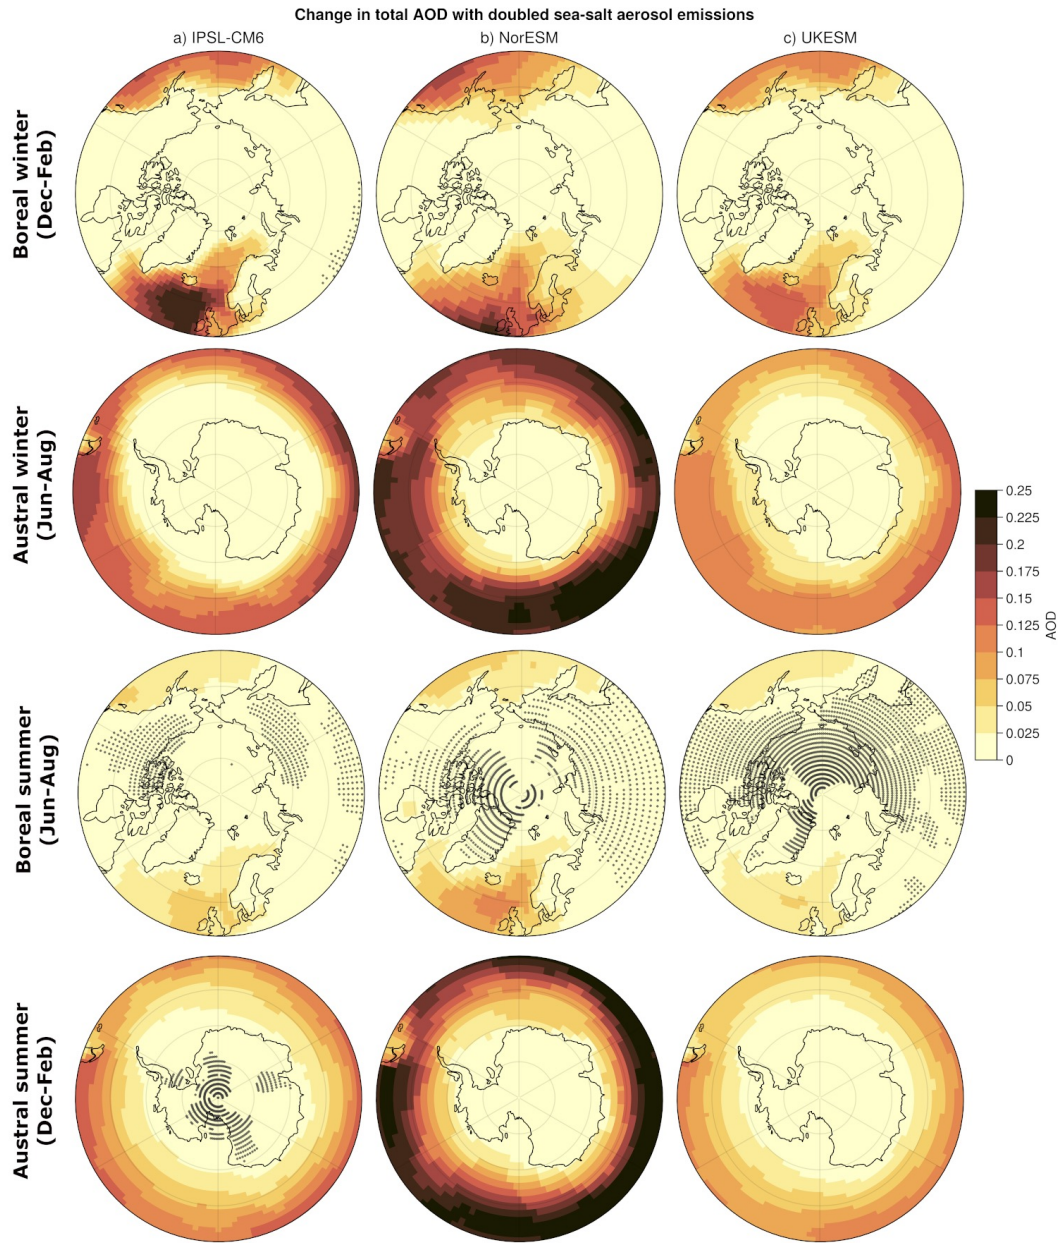 Change in total AOD with doubled sea-salt aerosol emissions
a) IPSL-CM6
b) NorESM
c) UKESM
Boreal winter
(Dec-Feb)
Austral winter
(Jun-Aug)
Boreal summer
(Jun-Aug)
Austral summer
(Dec-Feb)
0.25
0.225
0.2
0.175
0.15
0.125
0.1
0.075
0.05
0.025
0
AOD